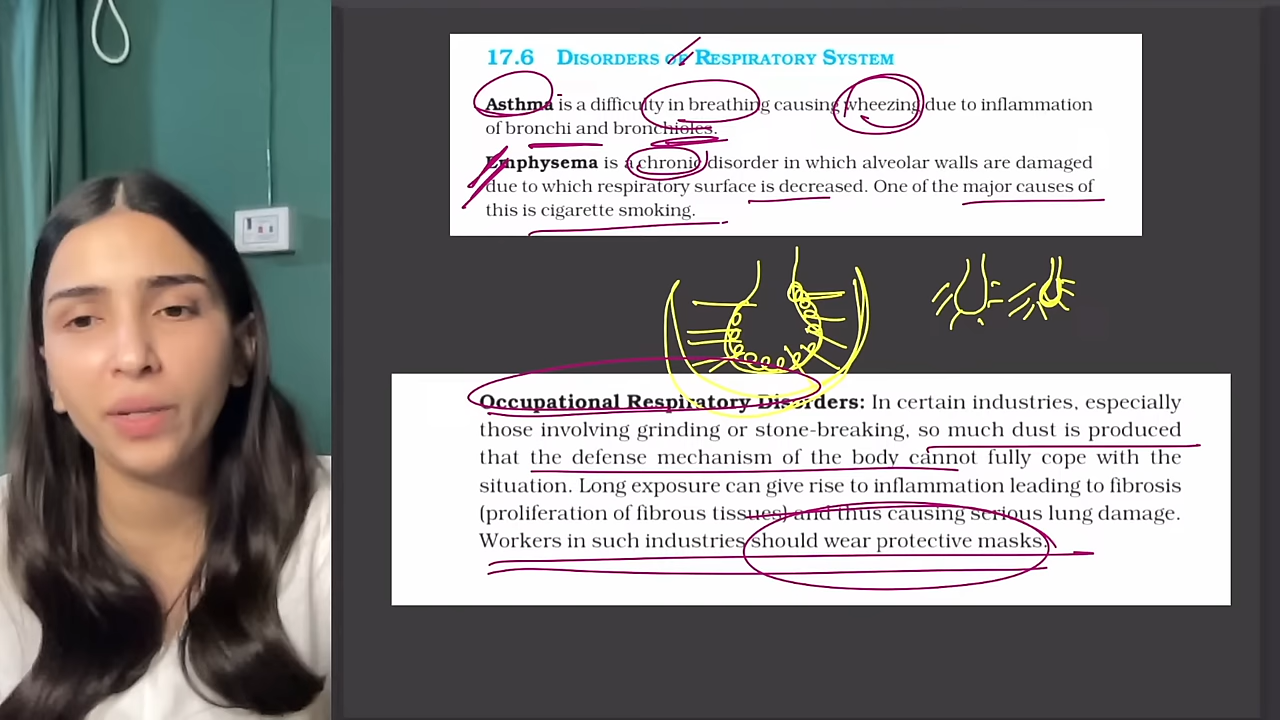 17.6 DISORDERS OF RESPIRATORY SYSTEM
Asthma is a difficulty in breathing causing wheezing due to inflammation
of bronchi and bronchioles.
Emphysema is a chronic disorder in which alveolar walls are damaged
due to which respiratory surface is decreased. One of the major causes of
this is cigarette smoking.
Occupational Respiratory Disorders: In certain industries, especially
those involving grinding or stone-breaking, so much dust is produced
that the defense mechanism of the body cannot fully cope with the
situation. Long exposure can give rise to inflammation leading to fibrosis
(proliferation of fibrous tissues) and thus causing serious lung damage.
Workers in such industries should wear protective masks.